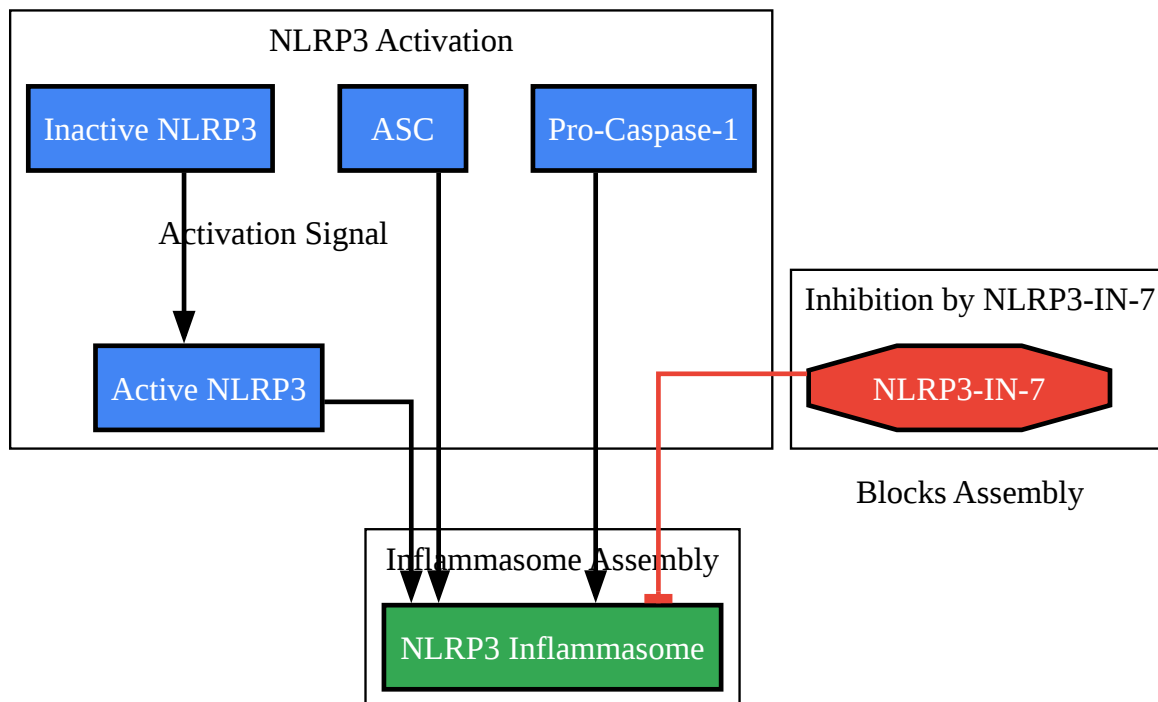 NLRP3 Activation
Inactive NLRP3
ASC
Pro-Caspase-1
Activation Signal
Inhibition by NLRP3-IN-7
Active NLRP3
NLRP3-IN-7
Blocks Assembly
Inflammasome Assembly
NLRP3 Inflammasome